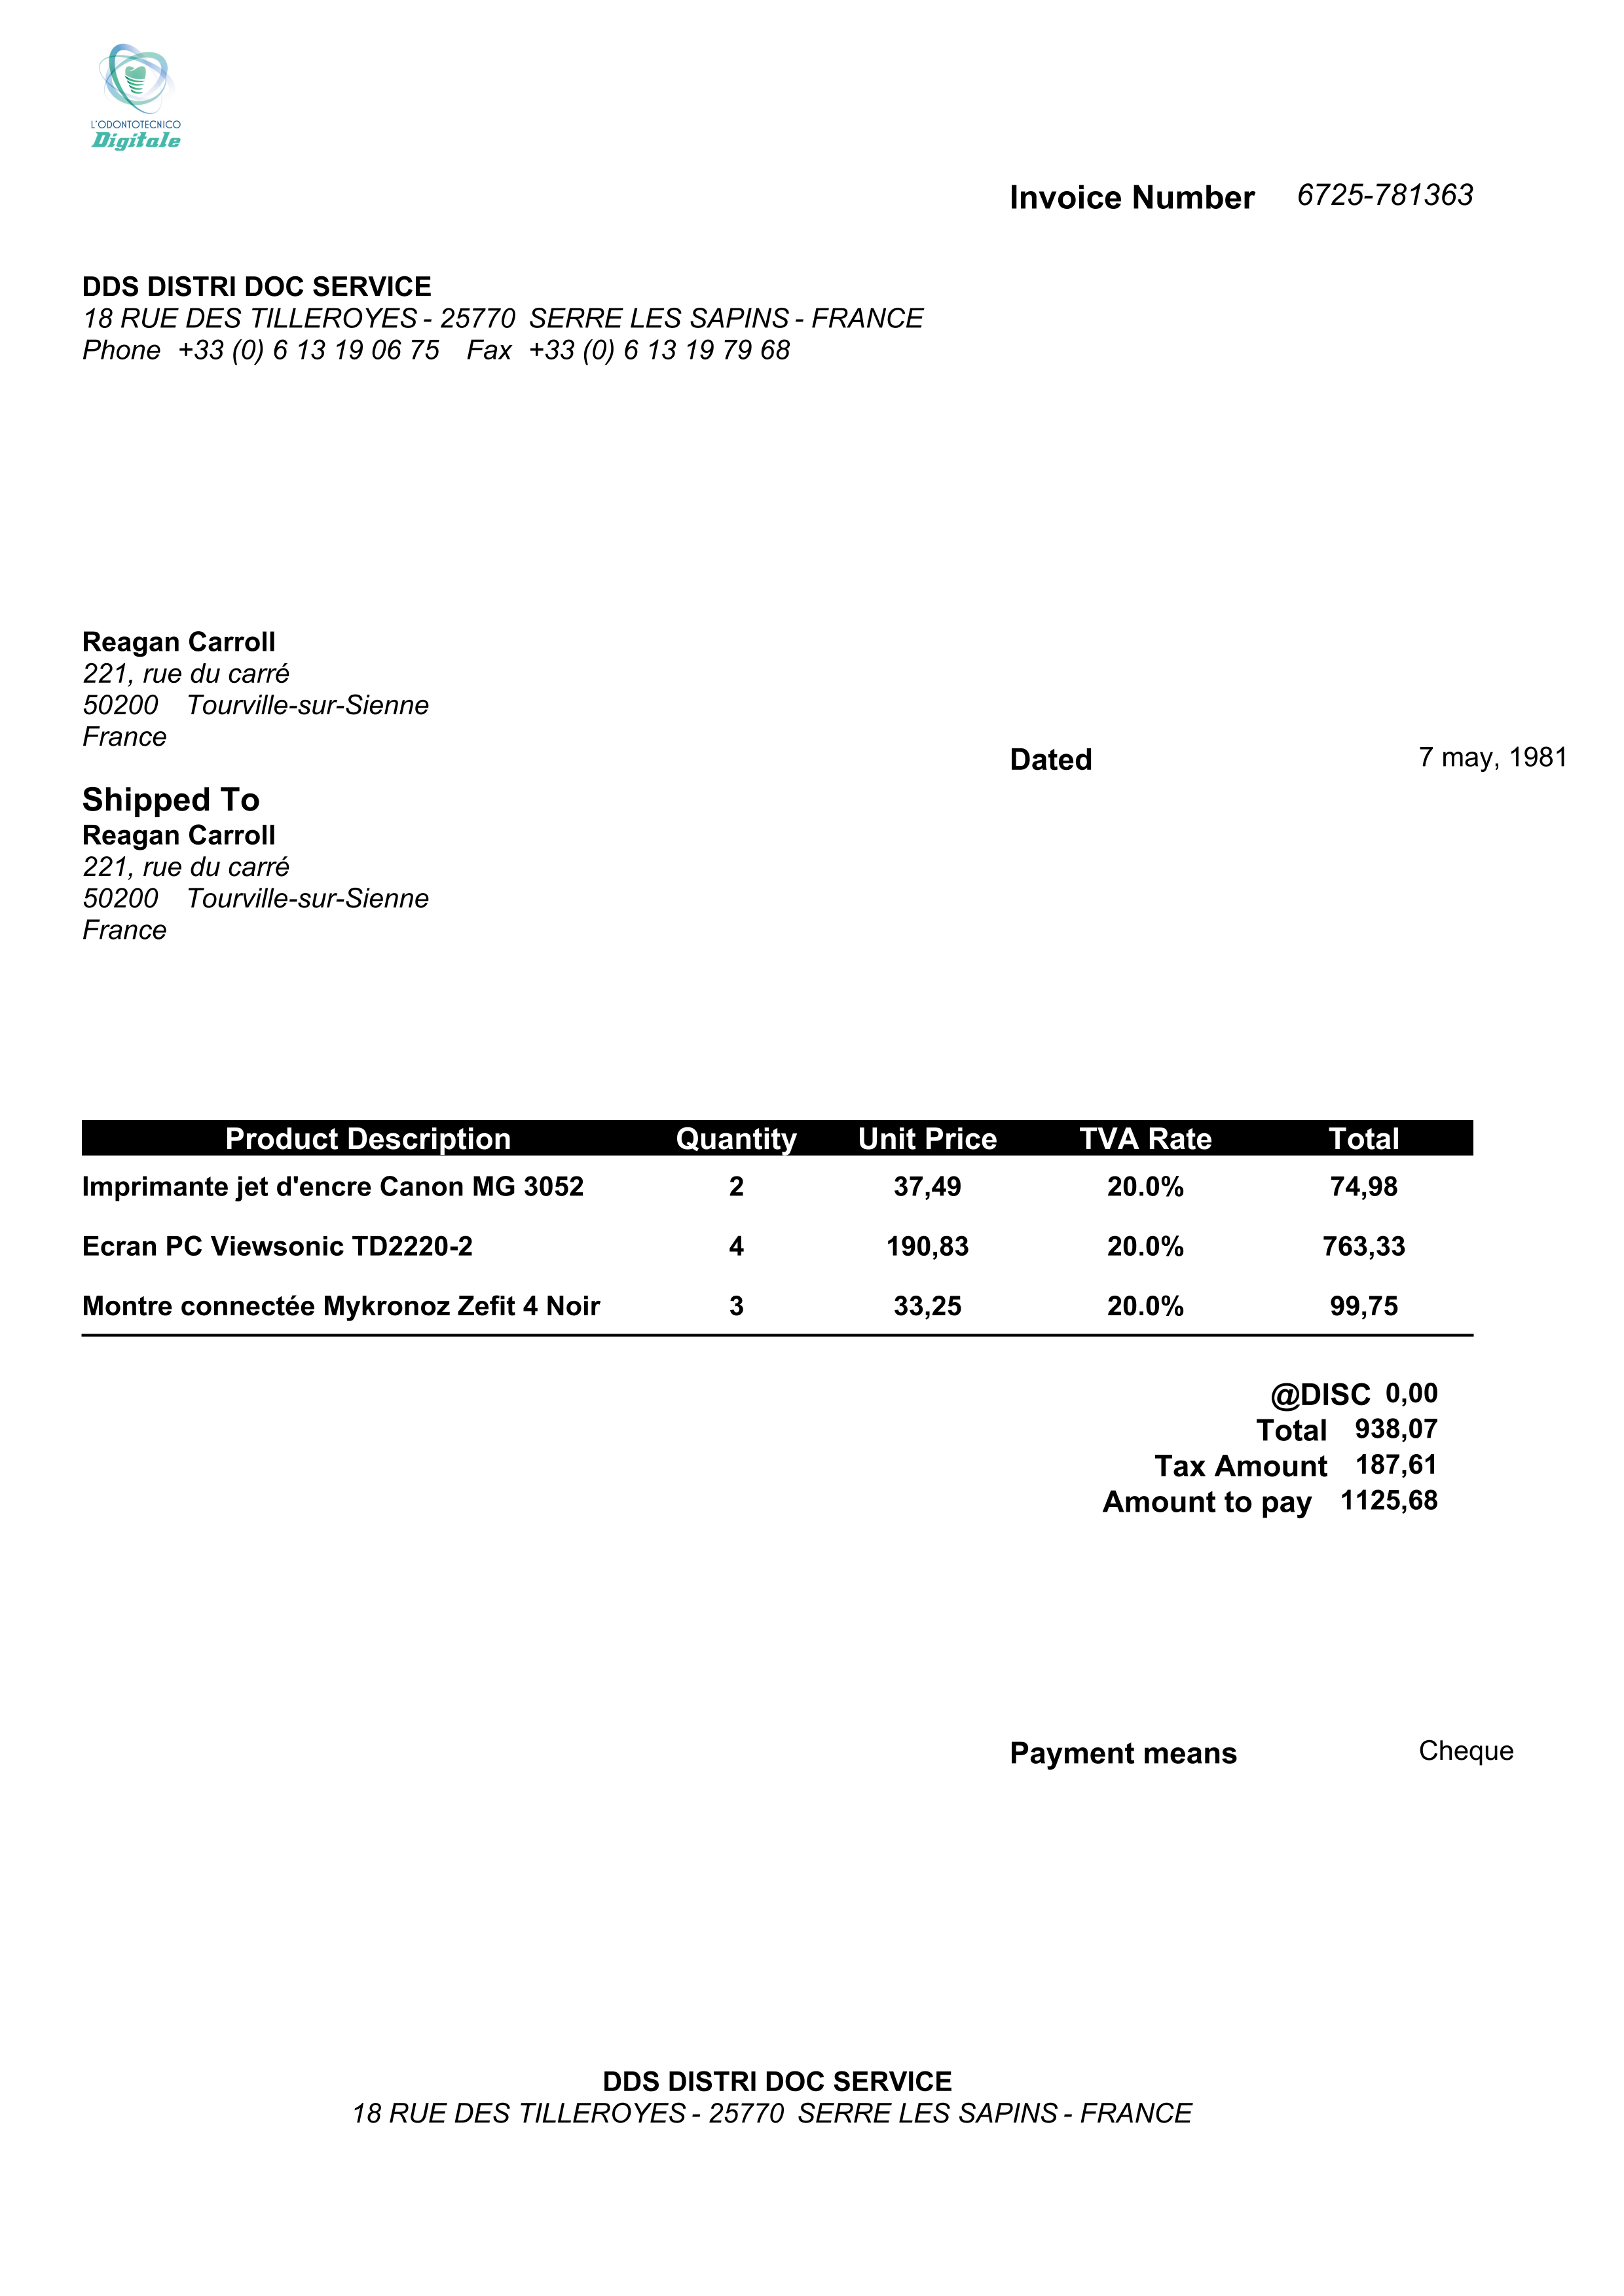 L'ODONTOTECNICO
Digitale
Invoice Number 6725-781363
DDS DISTRI DOC SERVICE
18 RUE DES TILLEROYES - 25770 SERRE LES SAPINS - FRANCE
Phone +33 (0) 6 13 19 06 75 Fax +33 (0) 6 13 19 79 68
Reagan Carroll
221, rue du carré
50200 Tourville-sur-Sienne
France
Dated 7 may, 1981
Shipped To
Reagan Carroll
221, rue du carré
50200 Tourville-sur-Sienne
France
Product Description Quantity Unit Price TVA Rate Total
Imprimante jet d'encre Canon MG 3052 2 37,49 20.0% 74,98
Ecran PC Viewsonic TD2220-2 4 190,83 20.0% 763,33
Montre connectée Mykronoz Zefit 4 Noir 3 33,25 20.0% 99,75
@DISC 0,00
Total 938,07
Tax Amount 187,61
Amount to pay 1125,68
Payment means Cheque
DDS DISTRI DOC SERVICE
18 RUE DES TILLEROYES - 25770 SERRE LES SAPINS - FRANCE